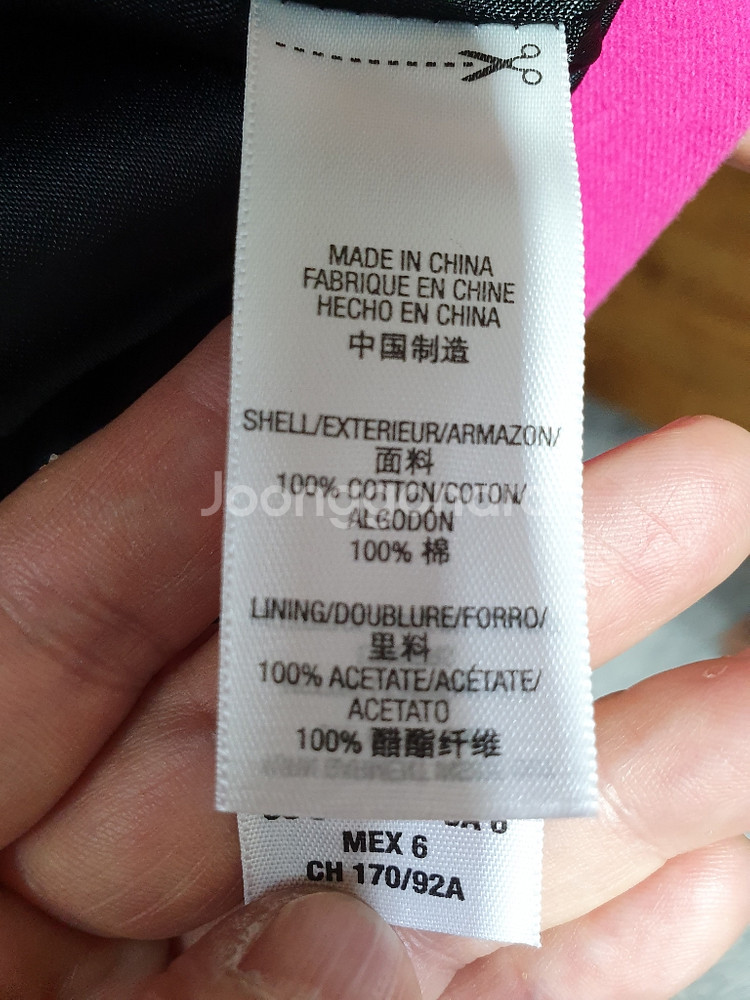 MADE IN CHINA
FABRIQUE EN CHINE
HECHO EN CHINA
中国制造
SHELL/EXTERIEUR/ARMAZON/
面料
100% COTTON/COTON/
ALGODÓN
100% 棉
LINING/DOUBLURE/FORRO/
里料
100% ACETATE/ACÉTATE/
ACETATO
100% 醋酯纤维
MEX 6
CH 170/92A